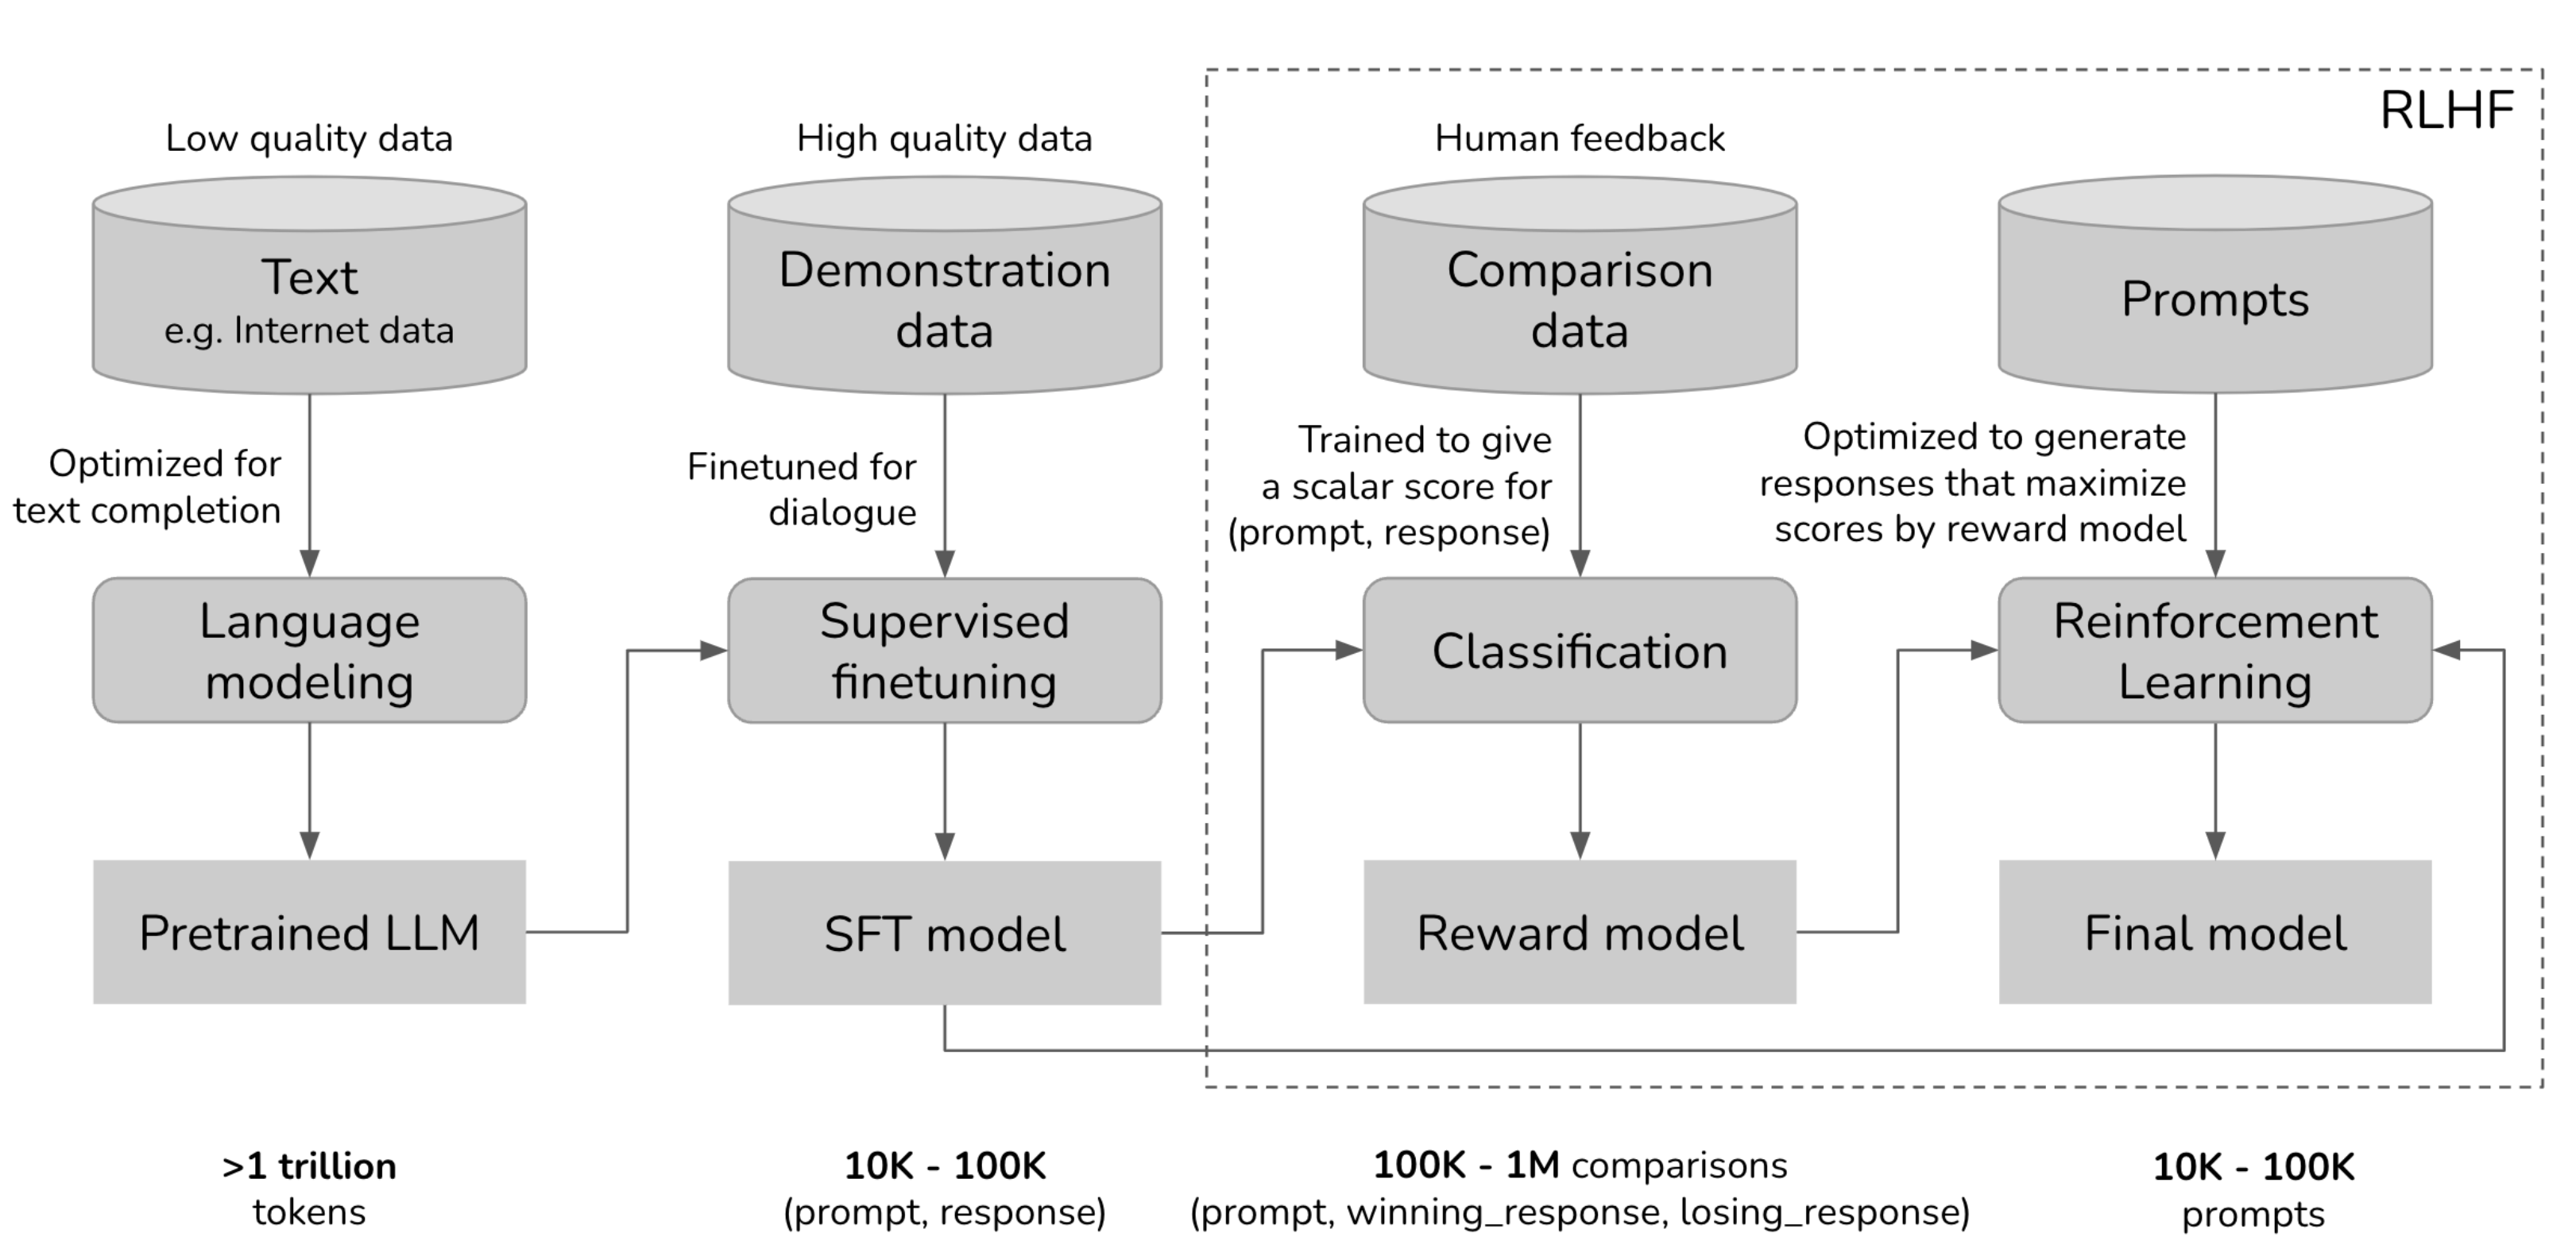 RLHF
Low quality data
High quality data
Human feedback
Text
e.g. Internet data
Demonstration
data
Comparison
data
Prompts
Optimized for
text completion
Finetuned for
dialogue
Trained to give
a scalar score for
(prompt, response)
Optimized to generate
responses that maximize
scores by reward model
Language
modeling
Supervised
finetuning
Classification
Reinforcement
Learning
Pretrained LLM
SFT model
Reward model
Final model
>1 trillion
tokens
10K - 100K
(prompt, response)
100K - 1M comparisons
(prompt, winning_response, losing_response)
10K - 100K
prompts